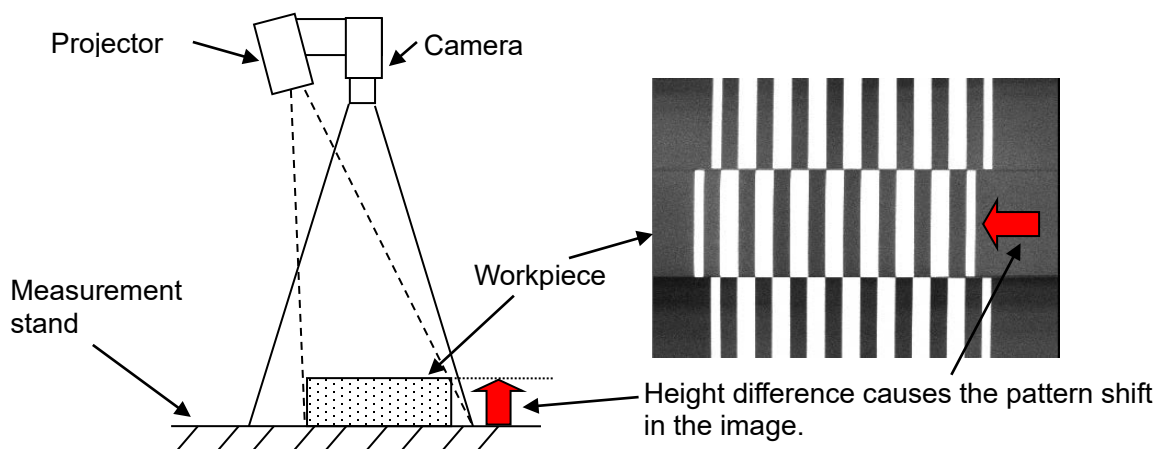 Projector
Camera
Workpiece
Measurement
stand
Height difference causes the pattern shift
in the image.